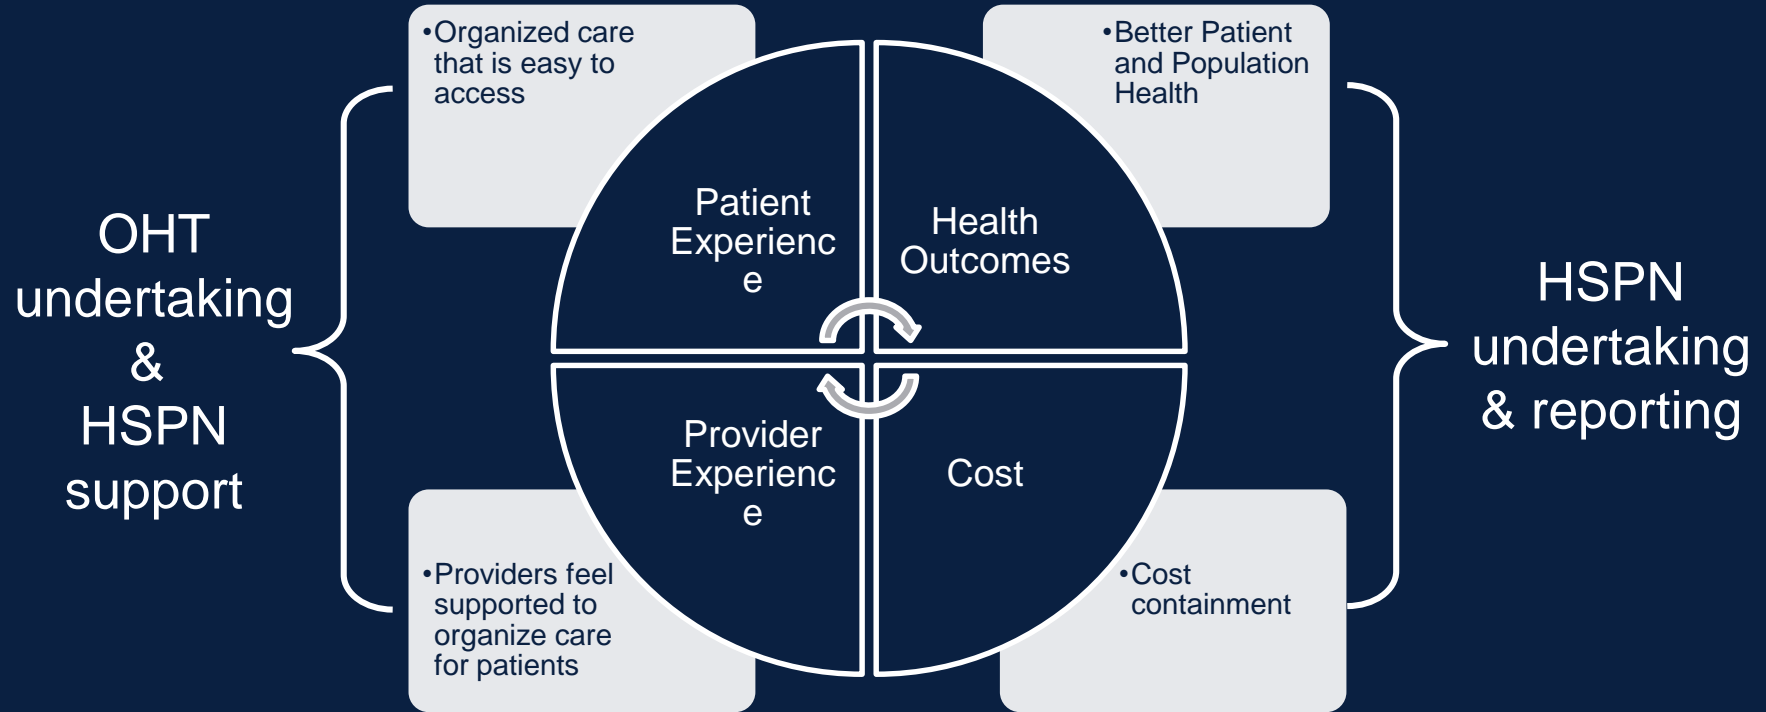 OHT
undertaking
&
HSPN
support
•Organized care
that is easy to
access
•Better Patient
and Population
Health
Patient
Experienc
e
Health
Outcomes
Provider
Experienc
e
Cost
•Providers feel
supported to
organize care
for patients
•Cost
containment
HSPN
undertaking
& reporting